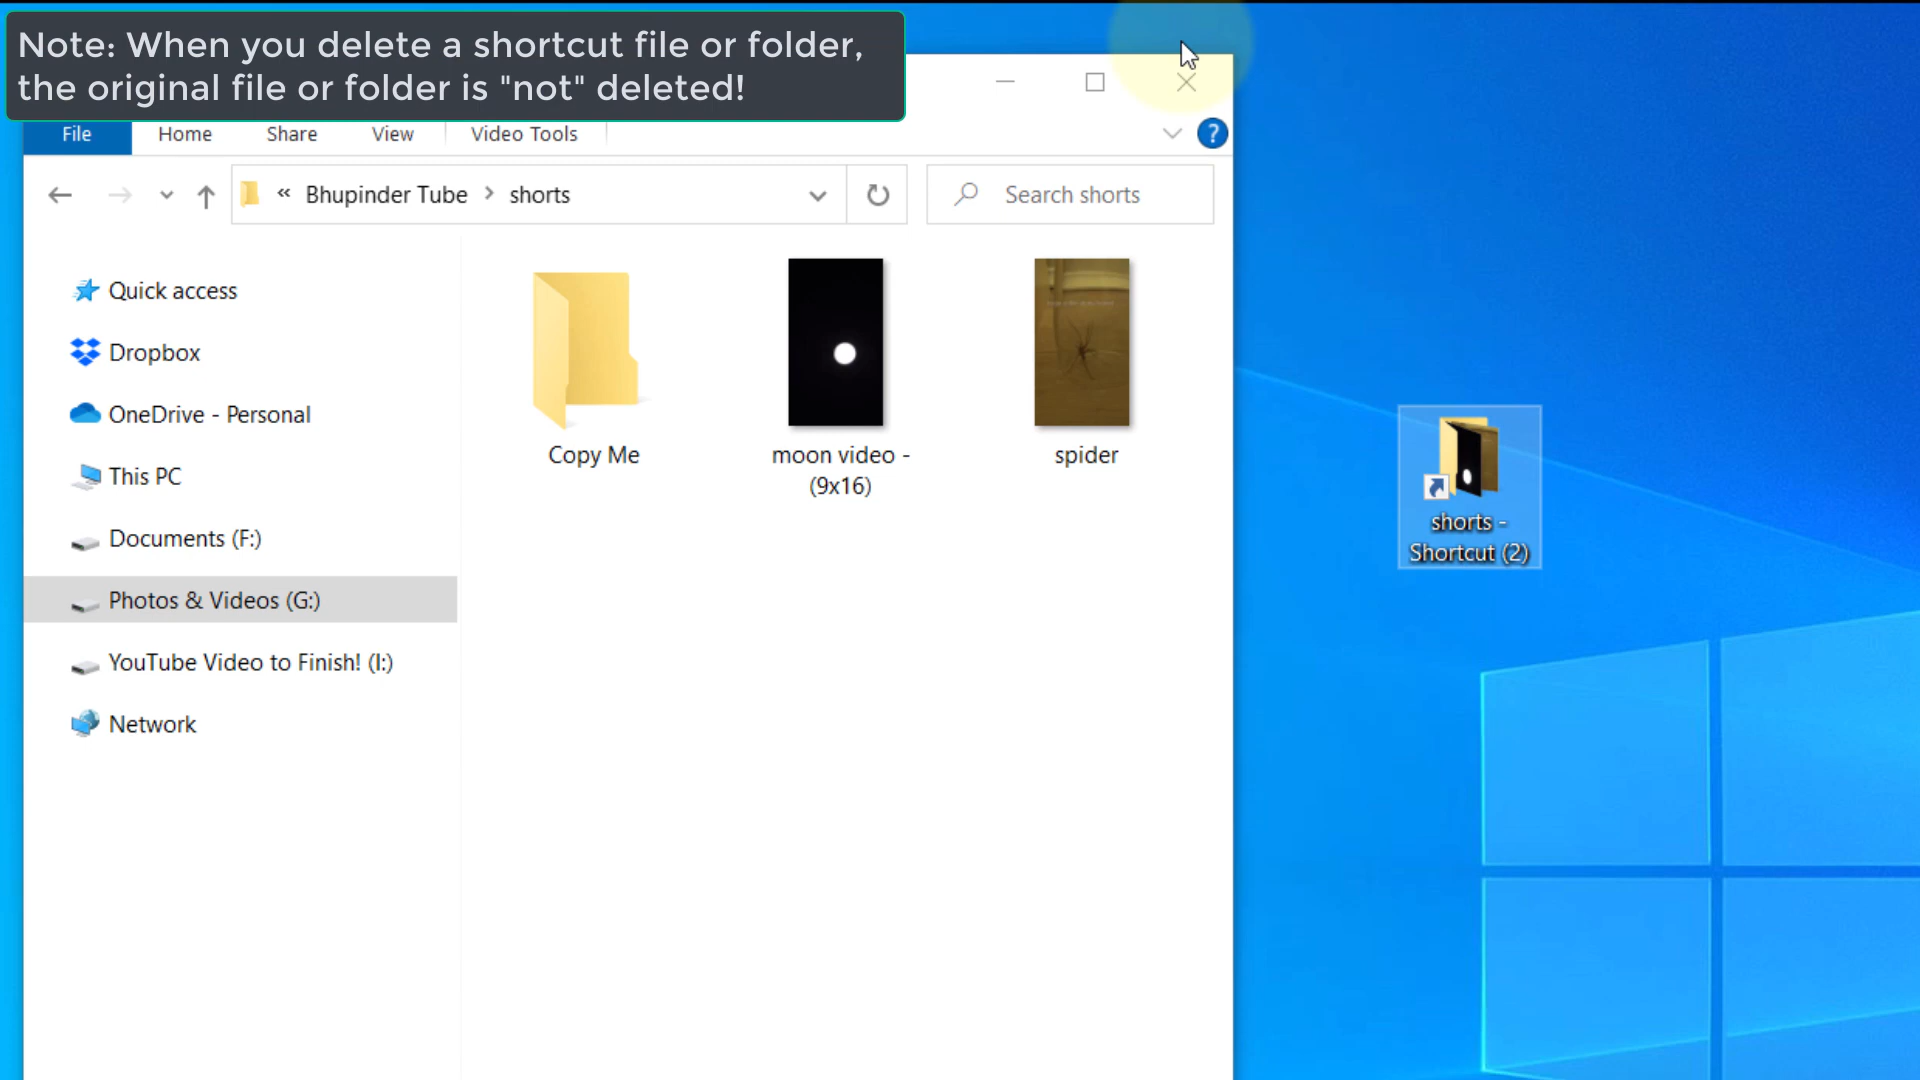 Note: When you delete a shortcut file or folder,
the original file or folder is "not" deleted!
File Home Share View Video Tools ?
« Bhupinder Tube > shorts
Search shorts
Quick access
Dropbox
OneDrive - Personal
This PC
Documents (F:)
Photos & Videos (G:)
YouTube Video to Finish! (I:)
Network
Copy Me
moon video -
(9x16)
spider
shorts -
Shortcut (2)